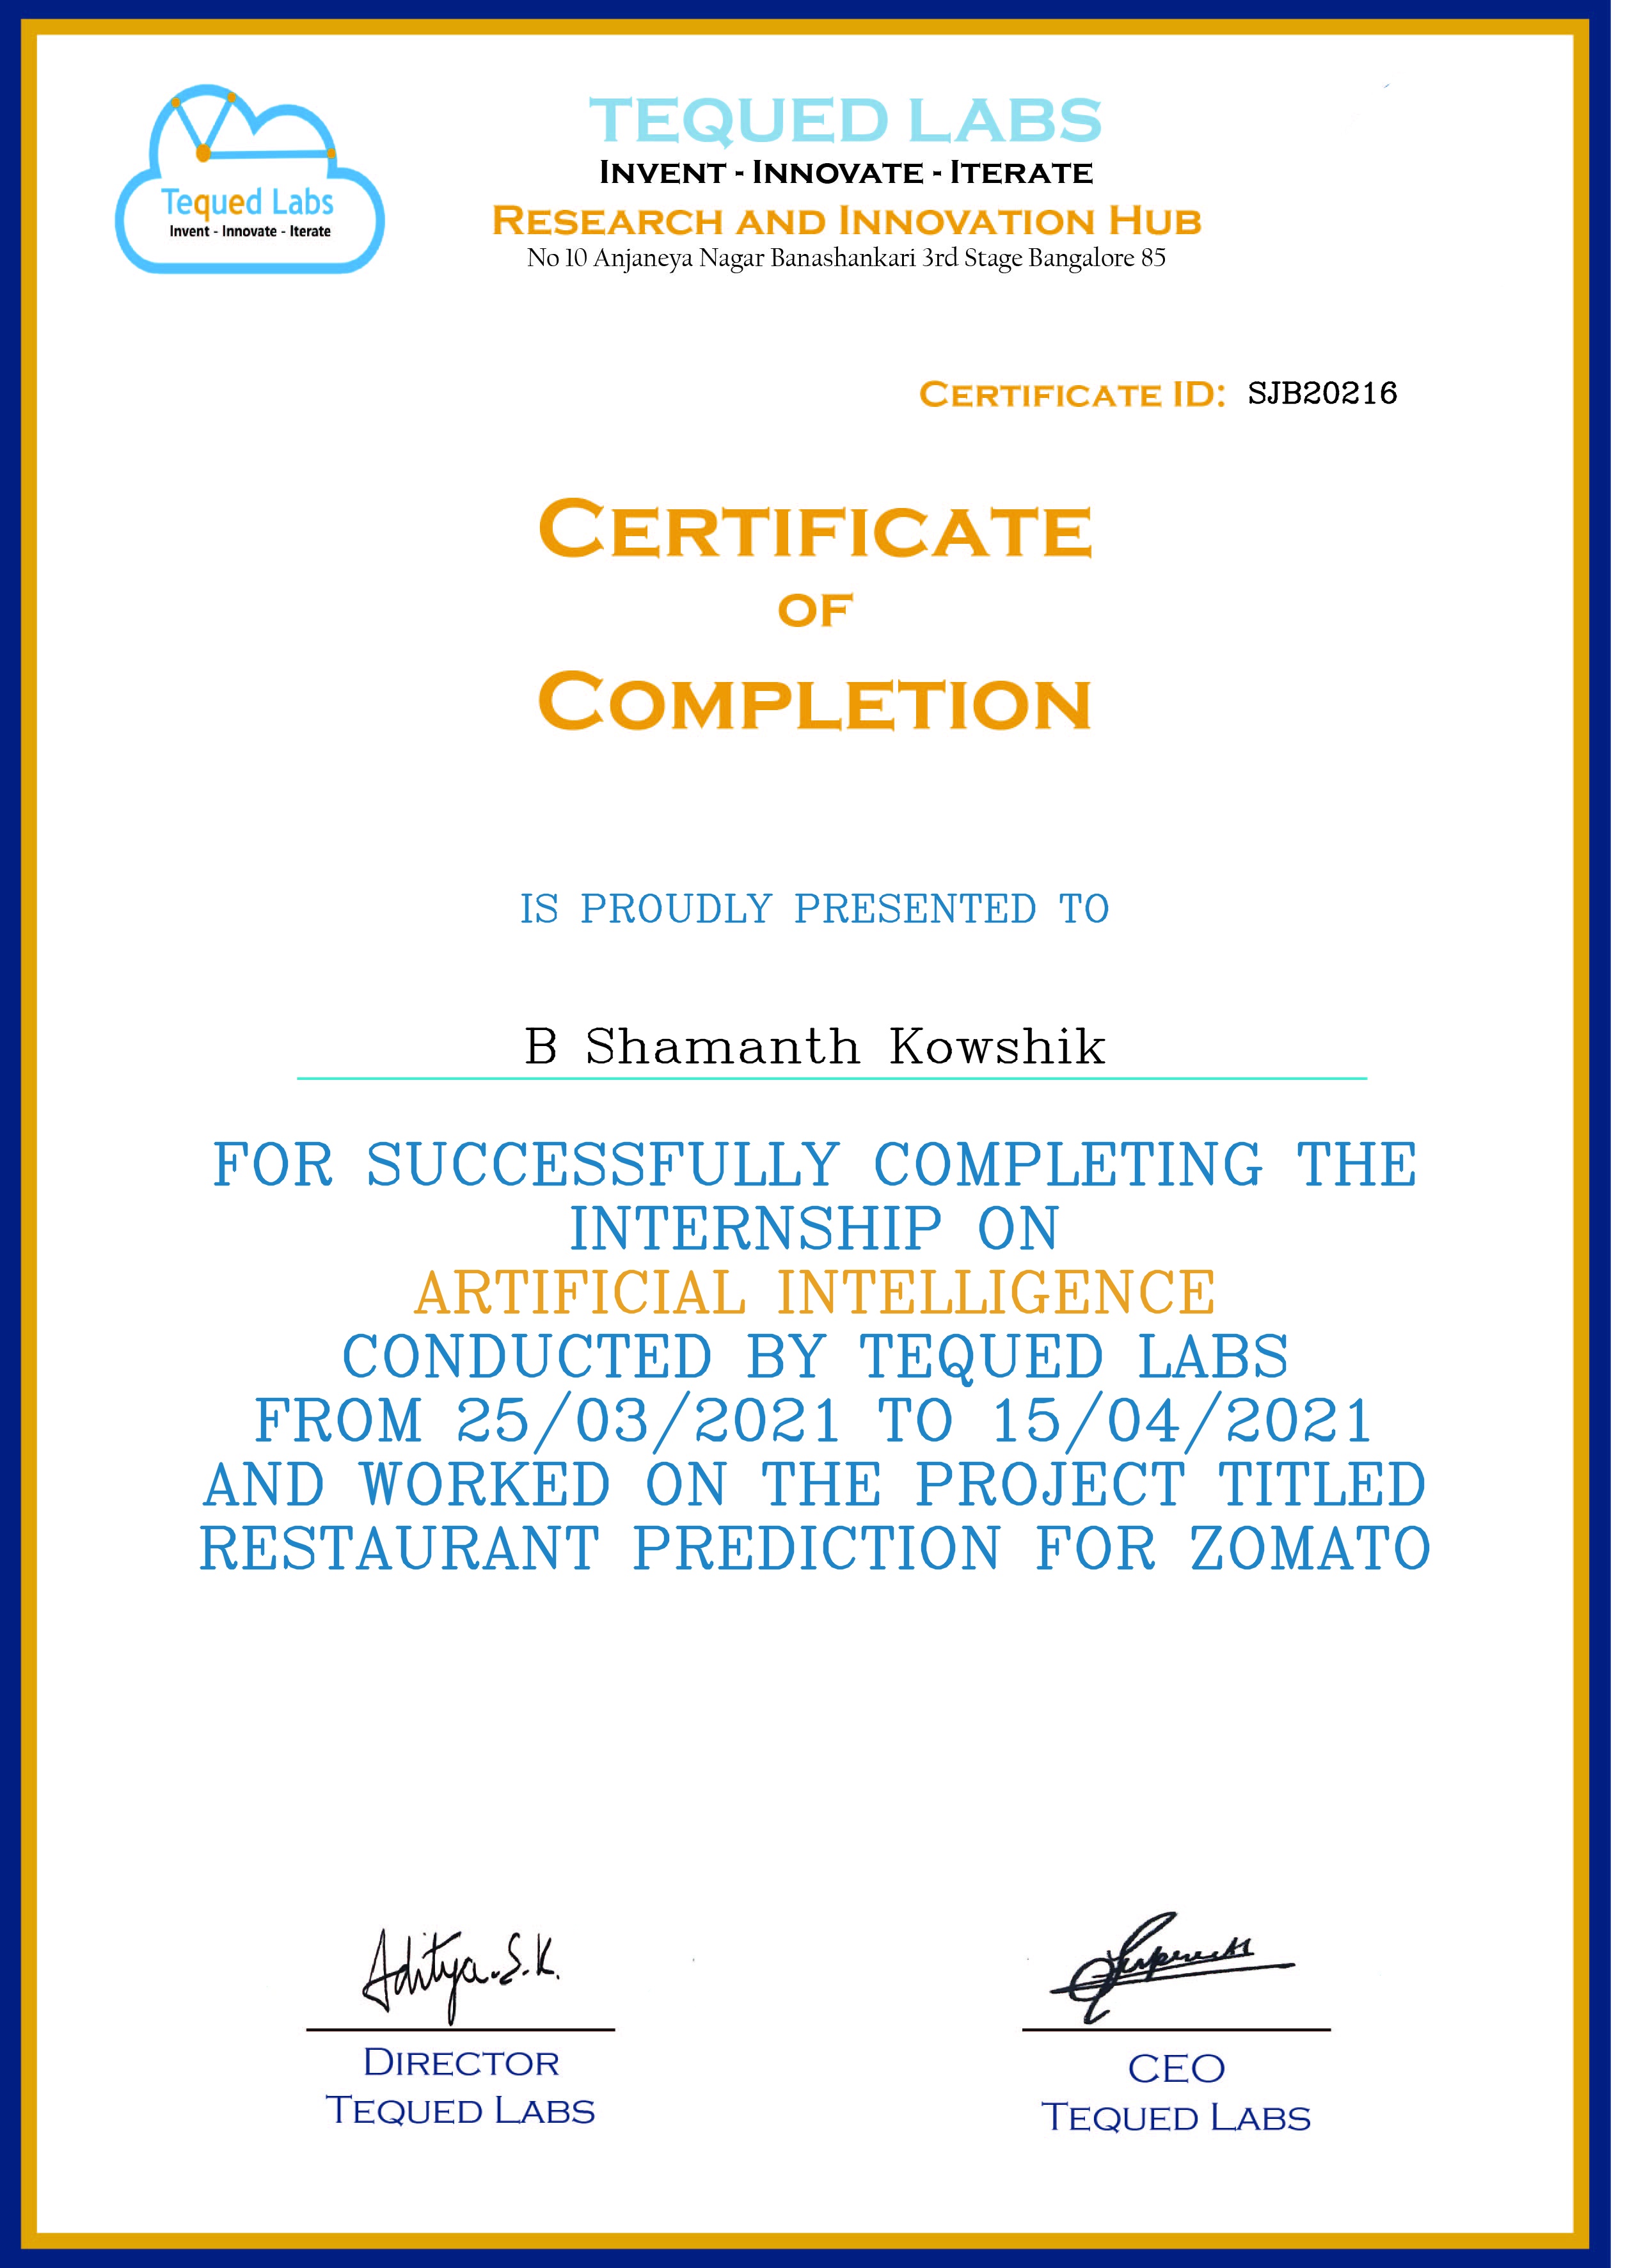 Tequed Labs
Invent - Innovate - Iterate
TEQUED LABS
INVENT - INNOVATE - ITERATE
RESEARCH AND INNOVATION HUB
No 10 Anjaneya Nagar Banashankari 3rd Stage Bangalore 85
CERTIFICATE ID: SJB20216
CERTIFICATE
OF
COMPLETION
IS PROUDLY PRESENTED TO
B Shamanth Kowshik
FOR SUCCESSFULLY COMPLETING THE
INTERNSHIP ON
ARTIFICIAL INTELLIGENCE
CONDUCTED BY TEQUED LABS
FROM 25/03/2021 TO 15/04/2021
AND WORKED ON THE PROJECT TITLED
RESTAURANT PREDICTION FOR ZOMATO
Aditya.S.K.
DIRECTOR
TEQUED LABS
CEO
TEQUED LABS